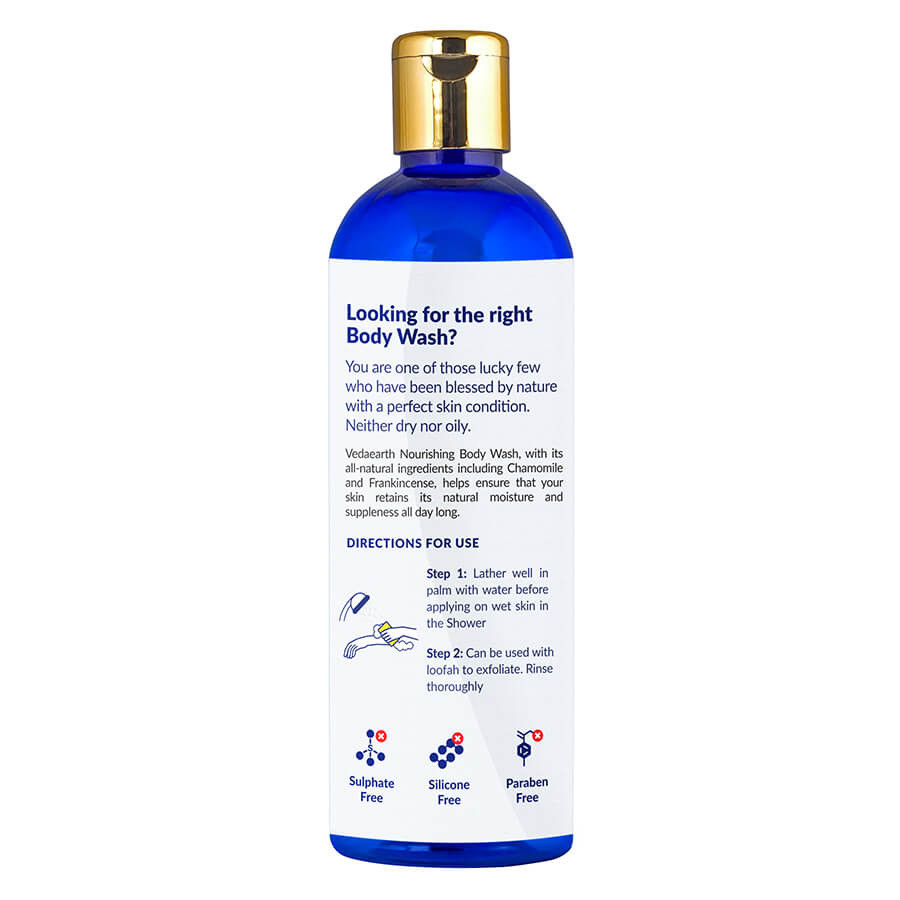 Looking for the right
Body Wash?
You are one of those lucky few
who have been blessed by nature
with a perfect skin condition.
Neither dry nor oily.
Vedaearth Nourishing Body Wash, with its
all-natural ingredients including Chamomile
and Frankincense, helps ensure that your
skin retains its natural moisture and
suppleness all day long.
DIRECTIONS FOR USE
Step 1: Lather well in
palm with water before
applying on wet skin in
the Shower
Step 2: Can be used with
loofah to exfoliate. Rinse
thoroughly
S
Sulphate
Free
Silicone
Free
Paraben
Free